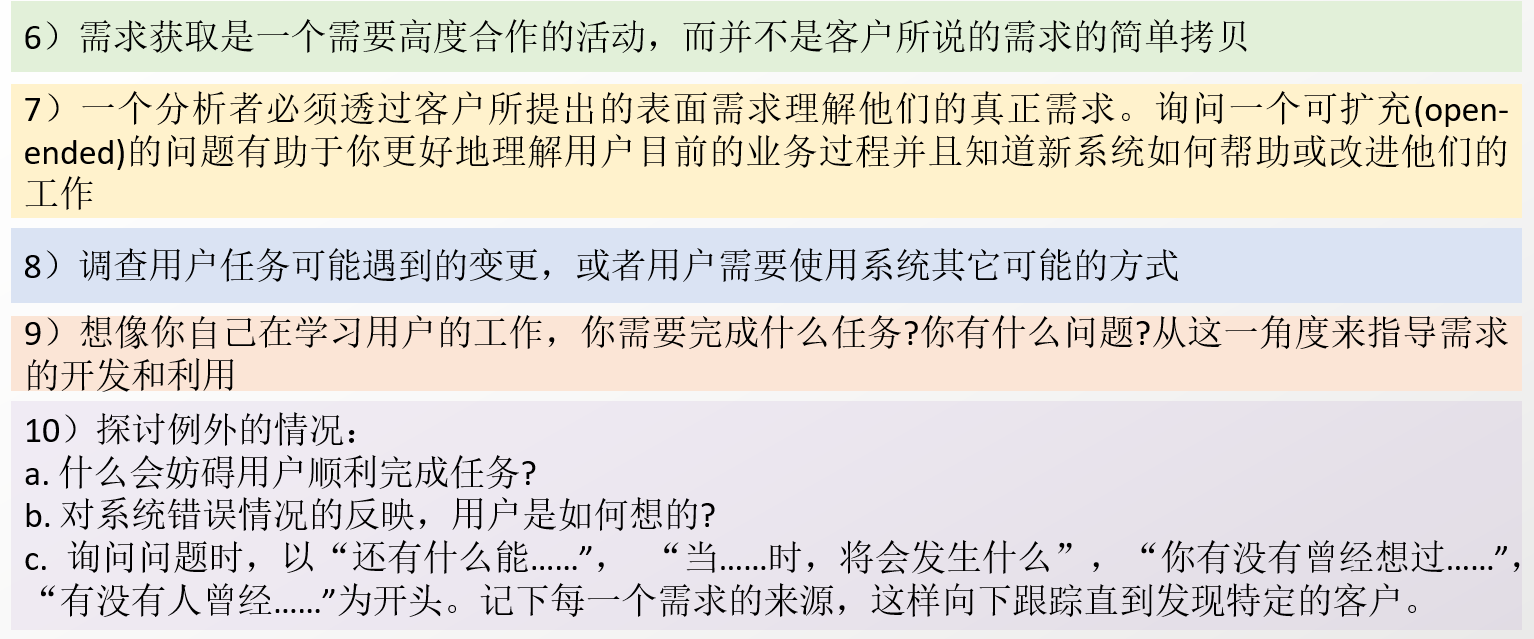 6）需求获取是一个需要高度合作的活动，而并不是客户所说的需求的简单拷贝
7）一个分析者必须透过客户所提出的表面需求理解他们的真正需求。询问一个可扩充(open-
ended)的问题有助于你更好地理解用户目前的业务过程并且知道新系统如何帮助或改进他们的
工作
8）调查用户任务可能遇到的变更，或者用户需要使用系统其它可能的方式
9）想像你自己在学习用户的工作，你需要完成什么任务?你有什么问题?从这一角度来指导需求
的开发和利用
10）探讨例外的情况：
a. 什么会妨碍用户顺利完成任务?
b. 对系统错误情况的反映，用户是如何想的?
c. 询问问题时，以“还有什么能……”，“当……时，将会发生什么”，“你有没有曾经想过……”，
“有没有人曾经……”为开头。记下每一个需求的来源，这样向下跟踪直到发现特定的客户。